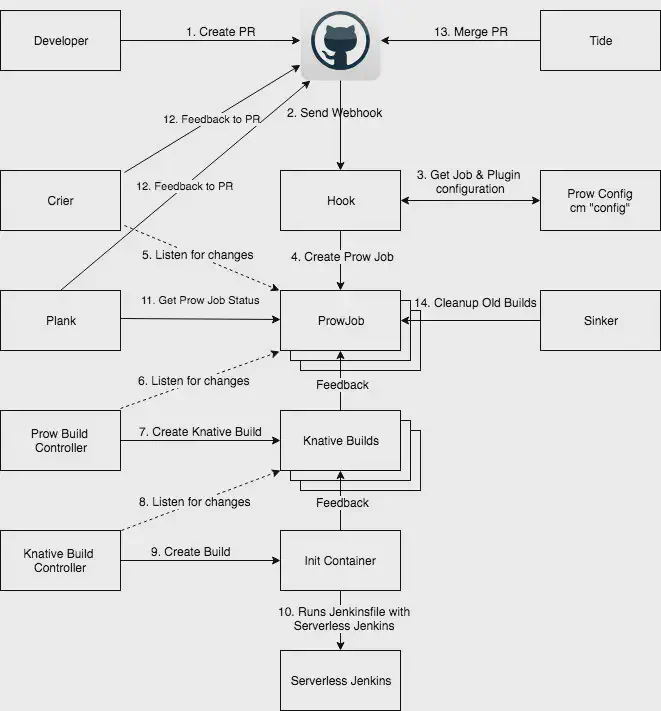 Developer
1. Create PR
13. Merge PR
Tide
2. Send Webhook
12. Feedback to PR
3. Get Job & Plugin
configuration
12. Feedback to PR
Crier
Hook
Prow Config
cm "config"
5. Listen for changes
4. Create Prow Job
11. Get Prow Job Status
14. Cleanup Old Builds
Plank
ProwJob
Sinker
6. Listen for changes
Feedback
Prow Build
Controller
7. Create Knative Build
Knative Builds
8. Listen for changes
Feedback
Knative Build
Controller
9. Create Build
Init Container
10. Runs Jenkinsfile with
Serverless Jenkins
Serverless Jenkins